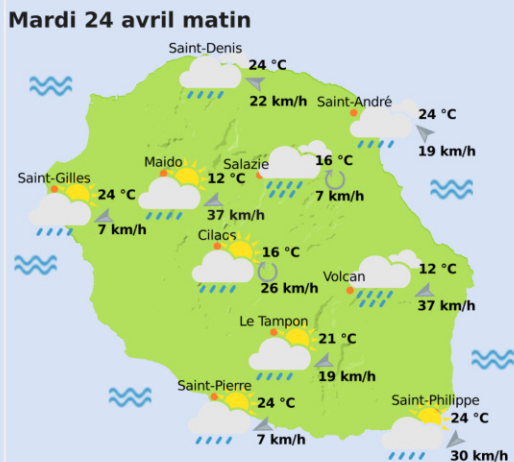 Mardi 24 avril matin
Saint-Denis
24 °C
22 km/h
Saint-André
24 °C
19 km/h
Maido
12 °C
37 km/h
Salazie
16 °C
7 km/h
Saint-Gilles
24 °C
7 km/h
Cilaos
16 °C
26 km/h
Volcan
12 °C
37 km/h
Le Tampon
21 °C
19 km/h
Saint-Pierre
24 °C
7 km/h
Saint-Philippe
24 °C
30 km/h